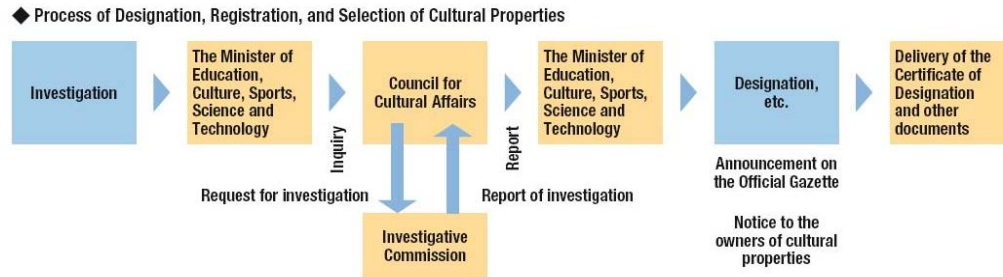 ◆ Process of Designation, Registration, and Selection of Cultural Properties
Investigation
The Minister of
Education,
Culture, Sports,
Science and
Technology
Inquiry
Council for
Cultural Affairs
Request for investigation
Report of investigation
Investigative
Commission
Report
The Minister of
Education,
Culture, Sports,
Science and
Technology
Designation,
etc.
Announcement on
the Official Gazette
Notice to the
owners of cultural
properties
Delivery of the
Certificate of
Designation
and other
documents